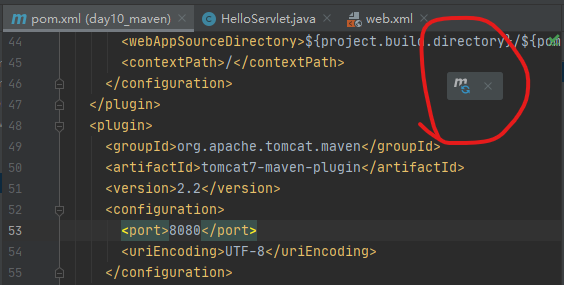 pom.xml (day10_maven) HelloServlet.java web.xml
44 <webAppSourceDirectory>${project.build.directory}/${pom
45 <contextPath>/</contextPath>
46 </configuration>
47 </plugin>
48 <plugin>
49 <groupId>org.apache.tomcat.maven</groupId>
50 <artifactId>tomcat7-maven-plugin</artifactId>
51 <version>2.2</version>
52 <configuration>
53 <port>8080</port>
54 <uriEncoding>UTF-8</uriEncoding>
55 </configuration>